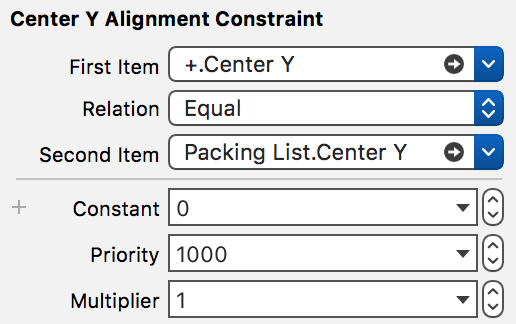 Center Y Alignment Constraint
First Item +.Center Y
Relation Equal
Second Item Packing List.Center Y
+ Constant 0
Priority 1000
Multiplier 1